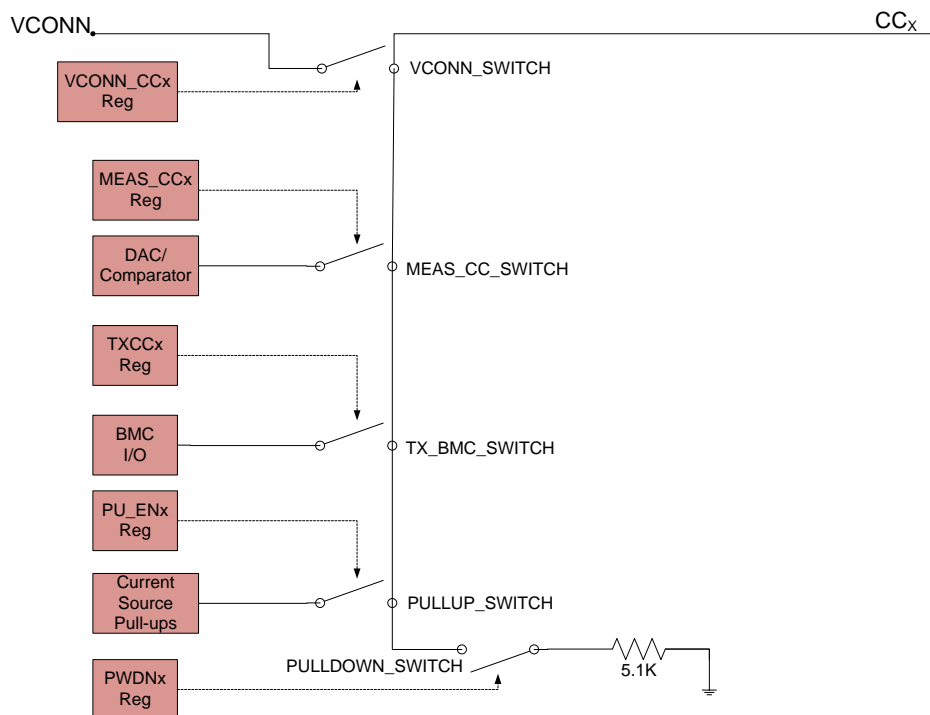 VCONN
CCX
VCONN_CCx
Reg
VCONN_SWITCH
MEAS_CCx
Reg
DAC/
Comparator
MEAS_CC_SWITCH
TXCCx
Reg
BMC
I/O
TX_BMC_SWITCH
PU_ENx
Reg
Current
Source
Pull-ups
PULLUP_SWITCH
PULLDOWN_SWITCH
5.1K
PWDNx
Reg